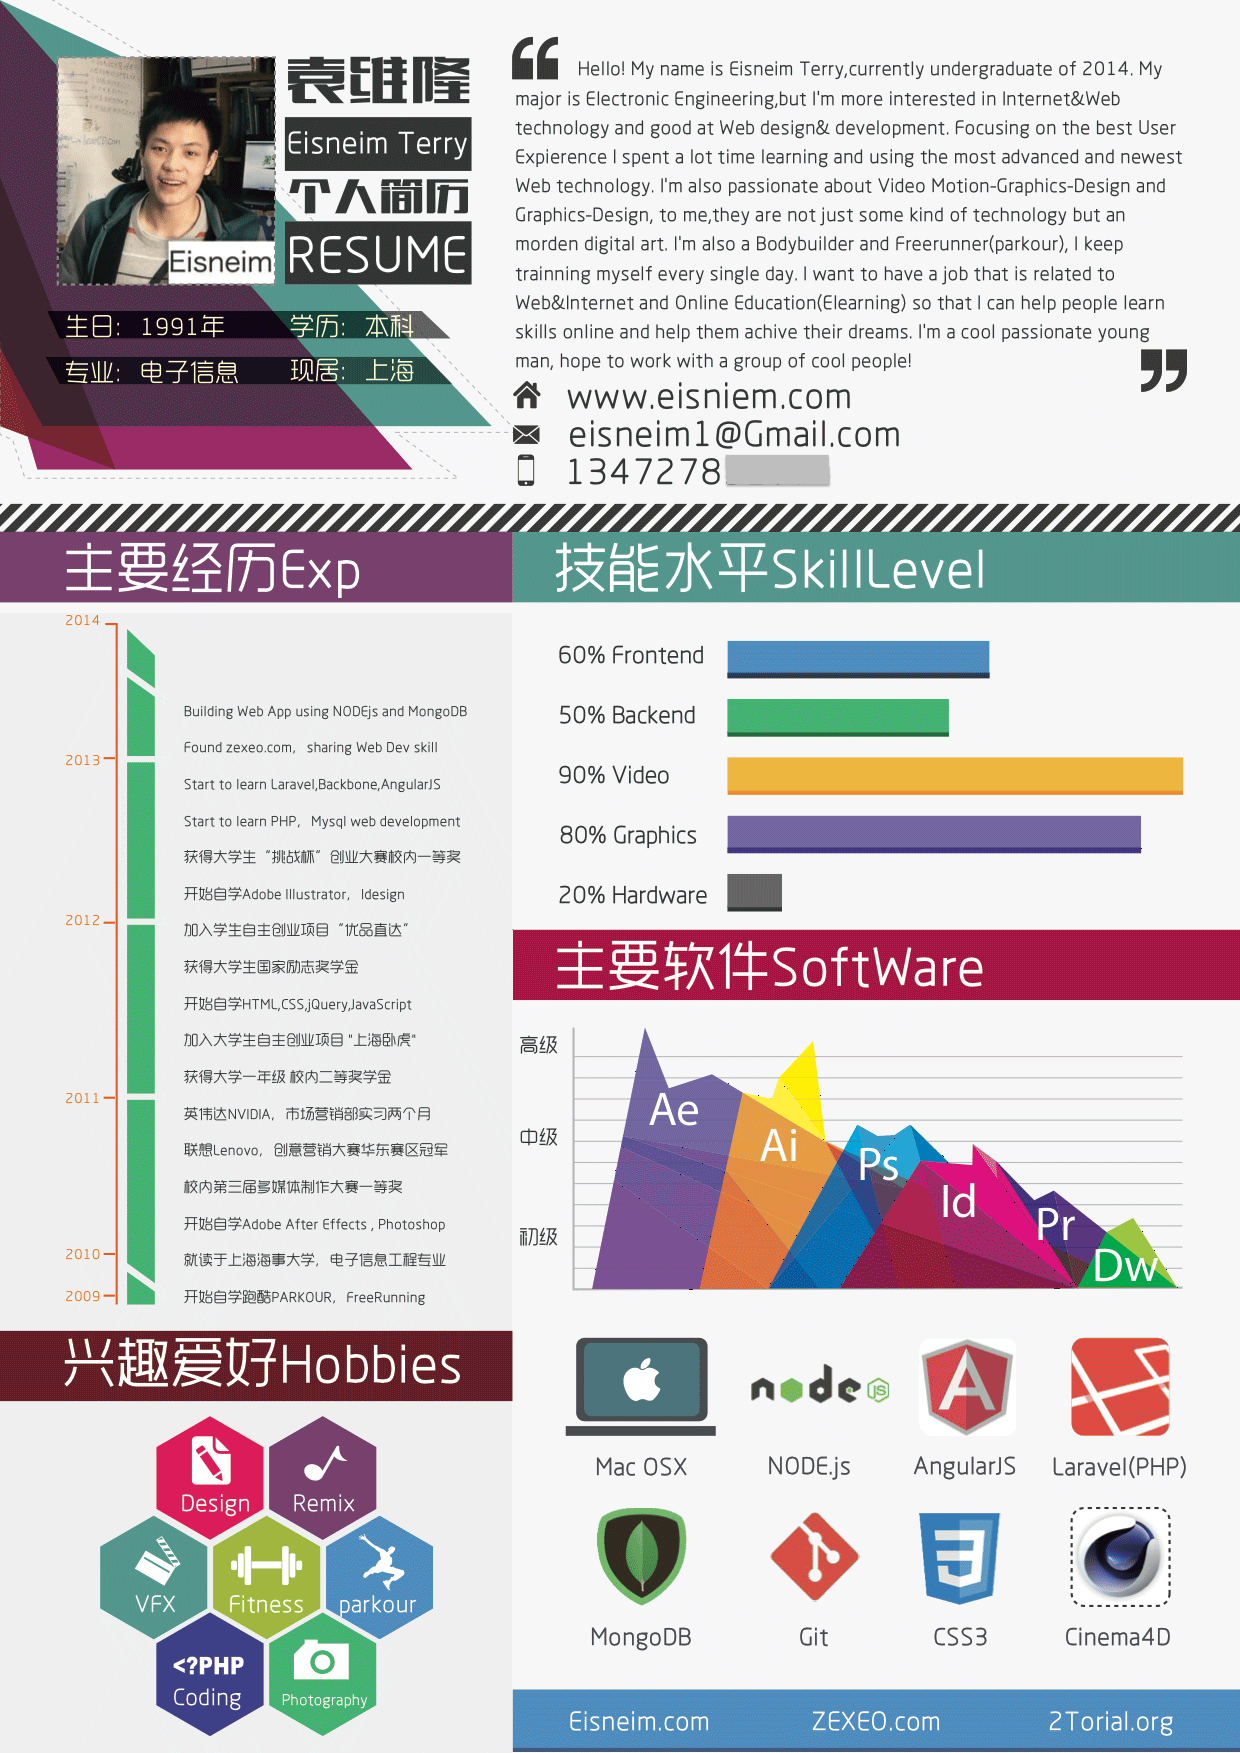 袁维隆
Eisneim Terry
个人简历
RESUME
Eisneim
生日: 1991年 学历: 本科
专业: 电子信息 现居: 上海
Hello! My name is Eisneim Terry,currently undergraduate of 2014. My
major is Electronic Engineering,but I'm more interested in Internet&Web
technology and good at Web design& development. Focusing on the best User
Expierence I spent a lot time learning and using the most advanced and newest
Web technology. I'm also passionate about Video Motion-Graphics-Design and
Graphics-Design, to me,they are not just some kind of technology but an
morden digital art. I'm also a Bodybuilder and Freerunner(parkour), I keep
trainning myself every single day. I want to have a job that is related to
Web&Internet and Online Education(Elearning) so that I can help people learn
skills online and help them achive their dreams. I'm a cool passionate young
man, hope to work with a group of cool people!
www.eisniem.com
eisneim1@Gmail.com
1347278
主要经历Exp
2014
Building Web App using NODEjs and MongoDB
Found zexeo.com, sharing Web Dev skill
2013
Start to learn Laravel,Backbone,AngularJS
Start to learn PHP, Mysql web development
获得大学生“挑战杯”创业大赛校内一等奖
开始自学Adobe Illustrator, Idesign
2012
加入学生自主创业项目“优品直达”
获得大学生国家励志奖学金
开始自学HTML,CSS,jQuery,JavaScript
加入大学生自主创业项目"上海卧虎"
获得大学一年级 校内二等奖学金
2011
英伟达NVIDIA, 市场营销部实习两个月
联想Lenovo, 创意营销大赛华东赛区冠军
校内第三届多媒体制作大赛一等奖
开始自学Adobe After Effects , Photoshop
2010
就读于上海海事大学, 电子信息工程专业
2009
开始自学跑酷PARKOUR, FreeRunning
兴趣爱好Hobbies
Design
Remix
VFX
Fitness
parkour
<?PHP
Coding
Photography
技能水平SkillLevel
60% Frontend
50% Backend
90% Video
80% Graphics
20% Hardware
主要软件SoftWare
高级
中级
初级
Ae
Ai
Ps
Id
Pr
Dw
node JS
Mac OSX
NODE.js
AngularJS
Laravel(PHP)
MongoDB
Git
CSS3
Cinema4D
Eisneim.com
ZEXEO.com
2Torial.org